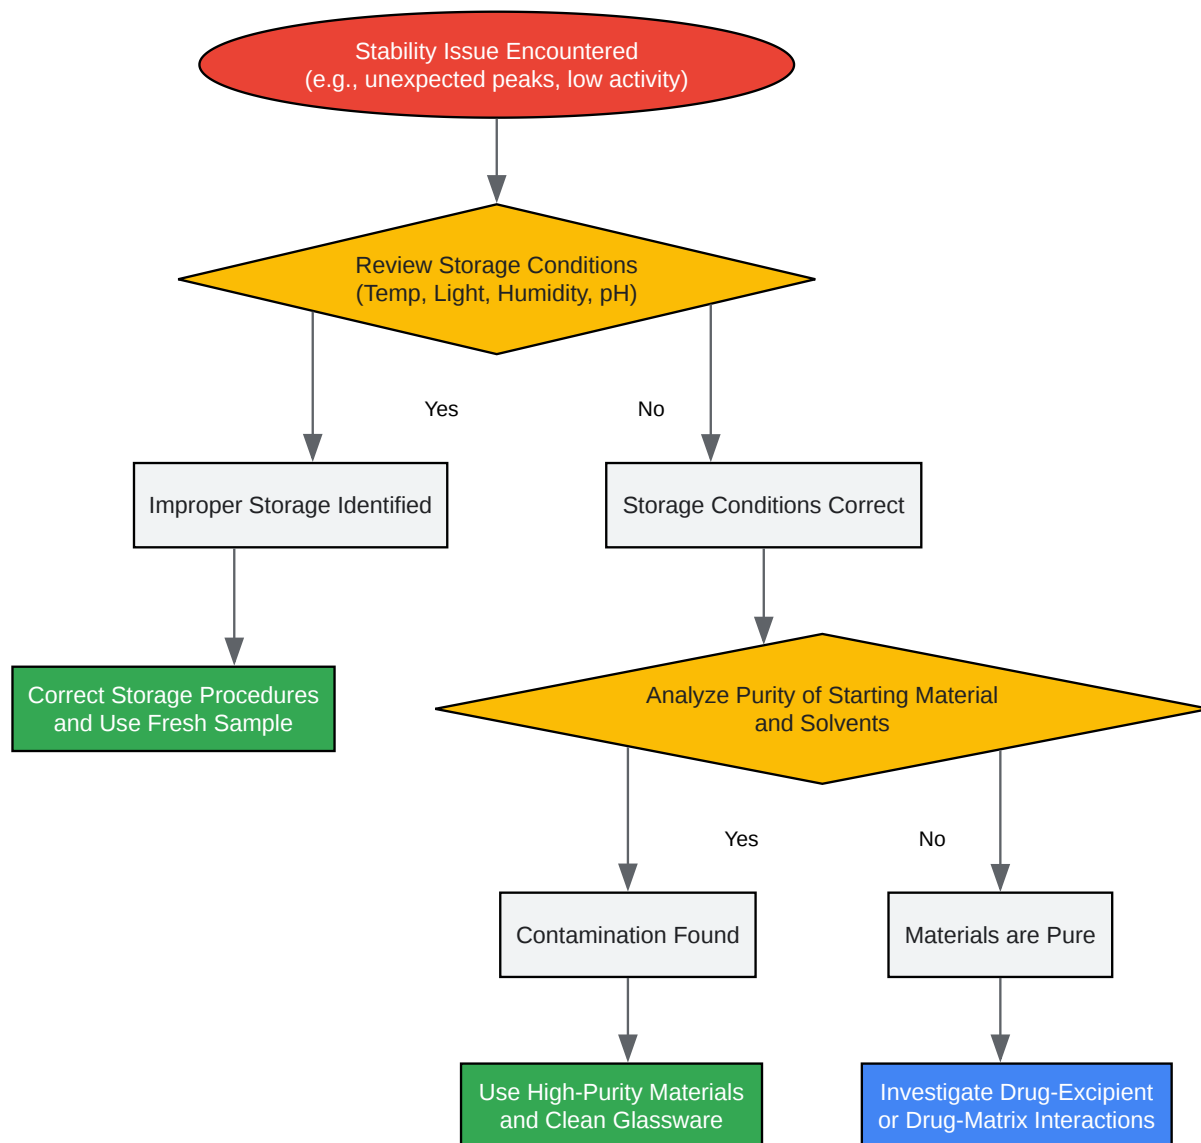 Stability Issue Encountered
(e.g., unexpected peaks, low activity)
Review Storage Conditions
(Temp, Light, Humidity, pH)
Yes
No
Improper Storage Identified
Storage Conditions Correct
Correct Storage Procedures
and Use Fresh Sample
Analyze Purity of Starting Material
and Solvents
Yes
No
Contamination Found
Materials are Pure
Use High-Purity Materials
and Clean Glassware
Investigate Drug-Excipient
or Drug-Matrix Interactions